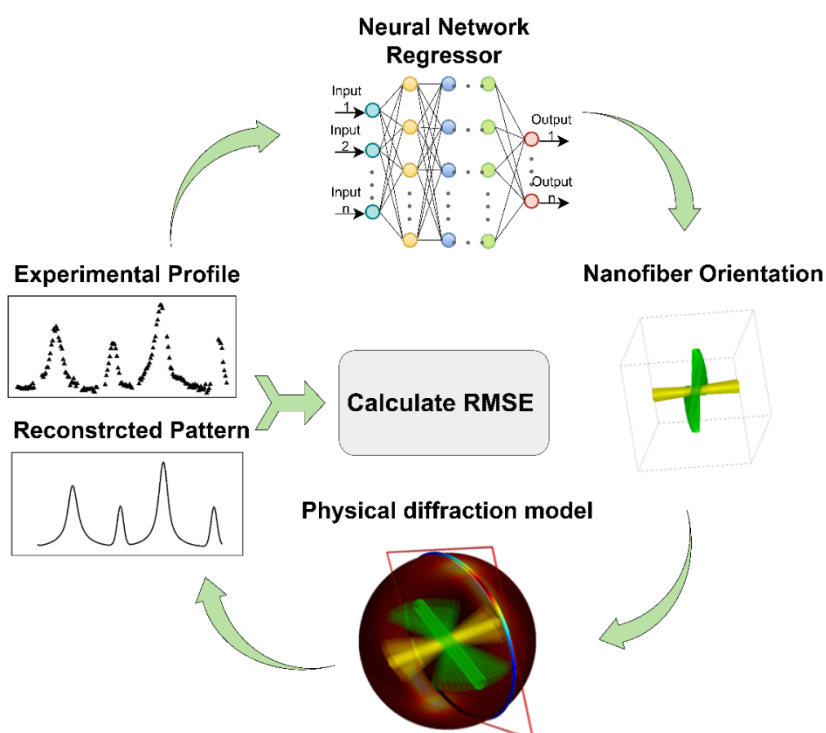 Neural Network
Regressor
Input
1
Input
2
Input
n
Output
1
Output
n
Experimental Profile
Nanofiber Orientation
Calculate RMSE
Reconstrcted Pattern
Physical diffraction model